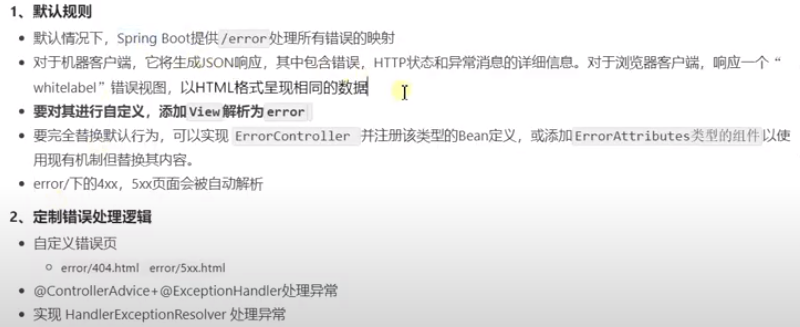 1、默认规则
默认情况下，Spring Boot提供/error处理所有错误的映射
对于机器客户端，它将生成JSON响应，其中包含错误，HTTP状态和异常消息的详细信息。对于浏览器客户端，响应一个“
whitelabel”错误视图，以HTML格式呈现相同的数据
要对其进行自定义，添加View解析为error
要完全替换默认行为，可以实现 ErrorController 并注册该类型的Bean定义，或添加ErrorAttributes类型的组件以使
用现有机制但替换其内容。
error/下的4xx，5xx页面会被自动解析
2、定制错误处理逻辑
自定义错误页
error/404.html error/5xx.html
@ControllerAdvice+@ExceptionHandler处理异常
实现 HandlerExceptionResolver 处理异常